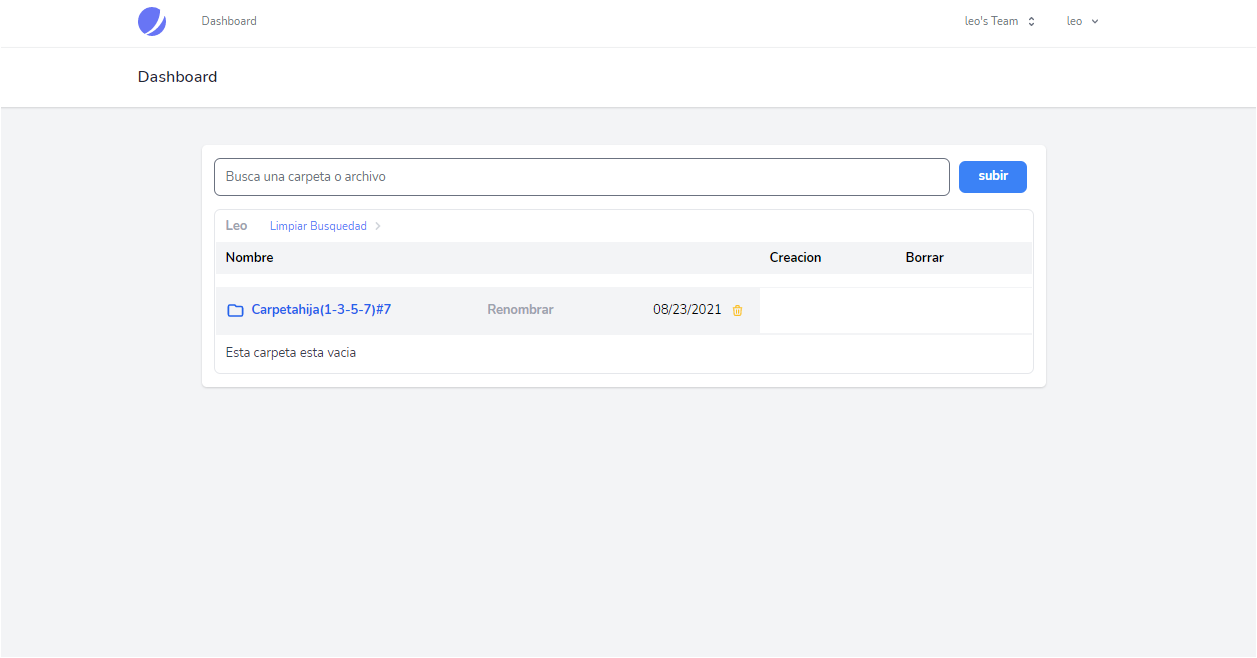 Dashboard leo's Team leo
Dashboard
Busca una carpeta o archivo subir
Leo Limpiar Busquedad
Nombre Creacion Borrar
Carpetahija(1-3-5-7)#7 Renombrar 08/23/2021
Esta carpeta esta vacia